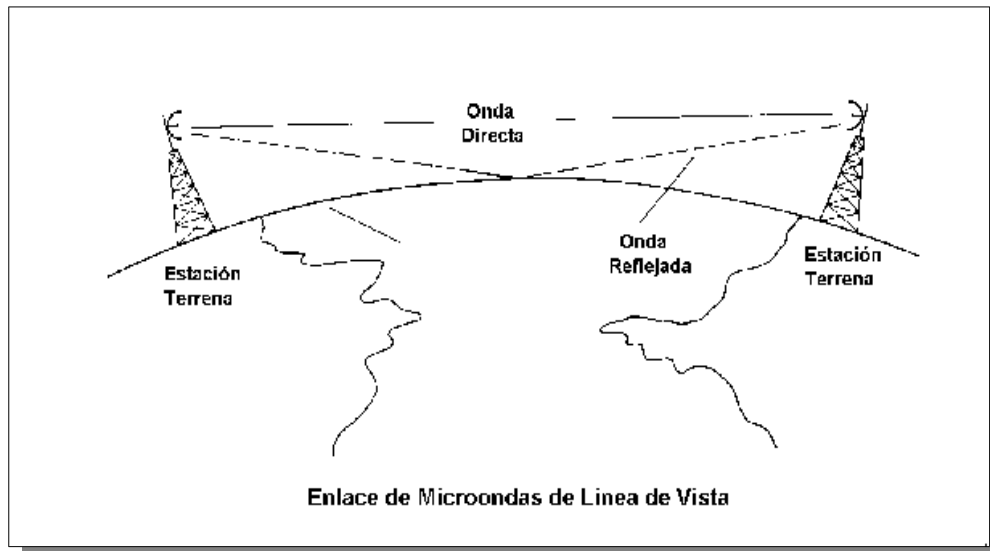 Onda
Directa
Onda
Reflejada
Estación
Terrena
Estación
Terrena
Enlace de Microondas de Linea de Vista